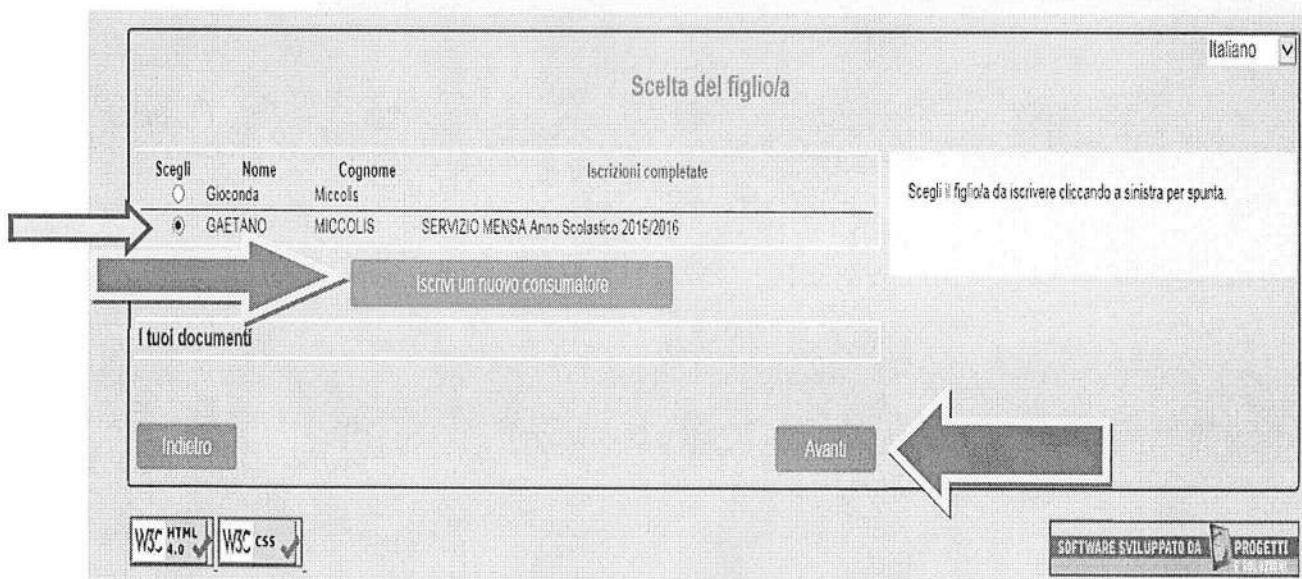 Italiano
Scelta del figlio/a
Scegli Nome Cognome Iscrizioni completate
Gioconda Miccolis
GAETANO MICCOLIS SERVIZIO MENSA Anno Scolastico 2015/2016
Scegli il figlio/a da iscrivere cliccando a sinistra per spunta.
Iscrivi un nuovo consumatore
I tuoi documenti
Indietro Avanti
W3C HTML 4.0
W3C CSS
SOFTWARE SVILUPPATO DA PROGETTI
E SOLUZIONI